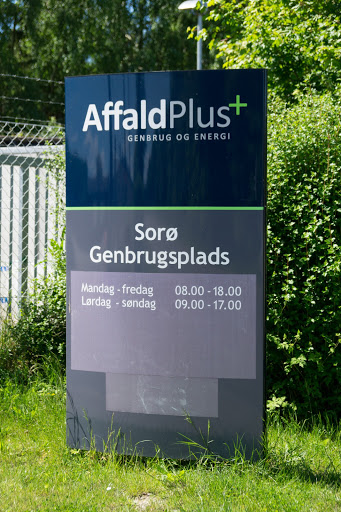 AffaldPlus+
GENBRUG OG ENERGI
Sorø
Genbrugsplads
Mandag - fredag 08.00 - 18.00
Lørdag - søndag 09.00 - 17.00